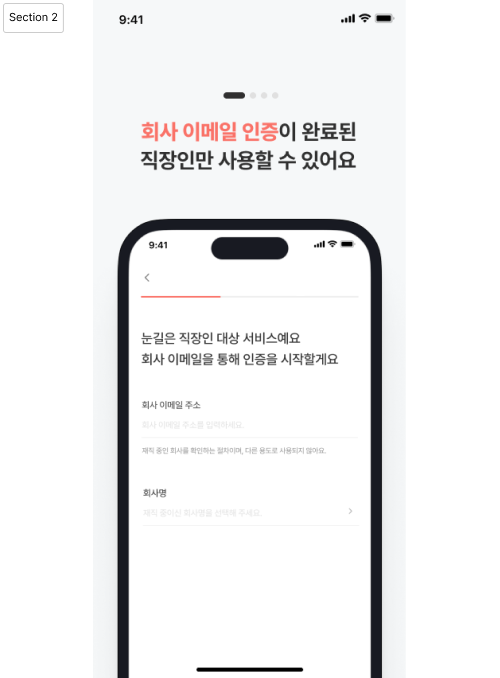 Section 2
9:41
회사 이메일 인증이 완료된
직장인만 사용할 수 있어요
9:41
눈길은 직장인 대상 서비스예요
회사 이메일을 통해 인증을 시작할게요
회사 이메일 주소
회사 이메일 주소를 입력하세요.
재직 중인 회사를 확인하는 절차이며, 다른 용도로 사용되지 않아요.
회사명
재직 중이신 회사명을 선택해 주세요.